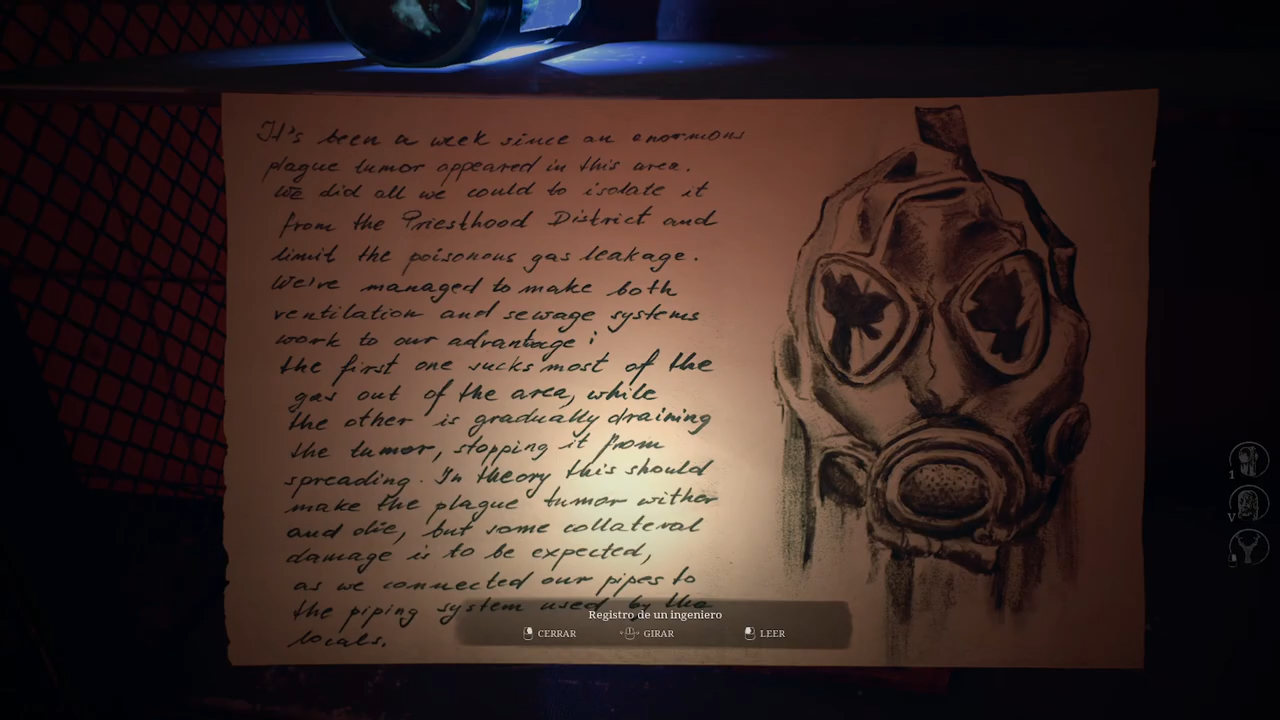 It's been a week since an enormous
plague tumor appeared in this area.
We did all we could to isolate it
from the Priesthood District and
limit the poisonous gas leakage.
We've managed to make both
ventilation and sewage systems
work to our advantage:
the first one sucks most of the
gas out of the area, while
the other is gradually draining
the tumor, stopping it from
spreading. In theory this should
make the plague tumor wither
and die, but some collateral
damage is to be expected,
as we connected our pipes to
the piping system used by the
locals.
Registro de un ingeniero
CERRAR GIRAR LEER
1
V